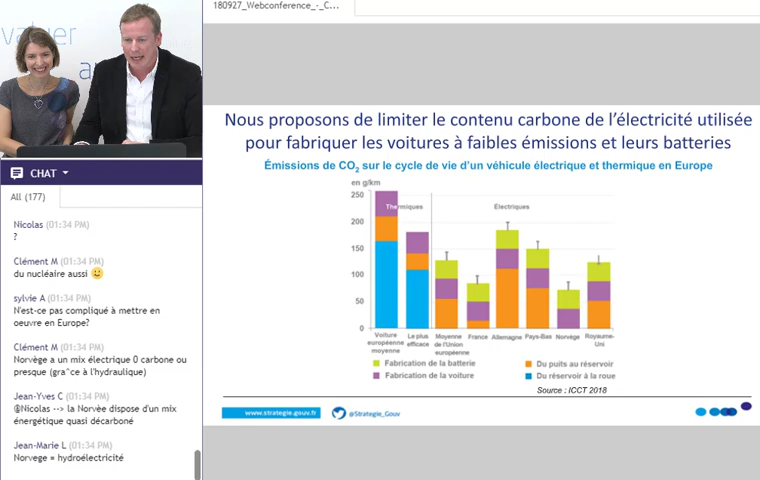 180927_Webconference_-_C...
valuer
a
CHAT
All (177)
Nicolas (01:34 PM)
?
Clément M (01:34 PM)
du nucléaire aussi
sylvie A (01:34 PM)
N'est-ce pas compliqué à mettre en
oeuvre en Europe?
Clément M (01:34 PM)
Norvège a un mix électrique 0 carbone ou
presque (gra^ce à l'hydraulique)
Jean-Yves C (01:34 PM)
@Nicolas --> la Norvèe dispose d'un mix
énergétique quasi décarboné
Jean-Marie L (01:34 PM)
Norvege = hydroélectricité
Nous proposons de limiter le contenu carbone de l'électricité utilisée
pour fabriquer les voitures à faibles émissions et leurs batteries
Émissions de CO2 sur le cycle de vie d'un véhicule électrique et thermique en Europe
en g/km
250
200
150
100
50
0
Thermiques
Électriques
Voiture
européenne
moyenne
Le plus
efficace
Moyenne
de l'Union
européenne
France
Allemagne
Pays-Bas
Norvège
Royaume-
Uni
Fabrication de la batterie
Du puits au réservoir
Fabrication de la voiture
Du réservoir à la roue
Source : ICCT 2018
www.strategie.gouv.fr
@Strategie_Gouv